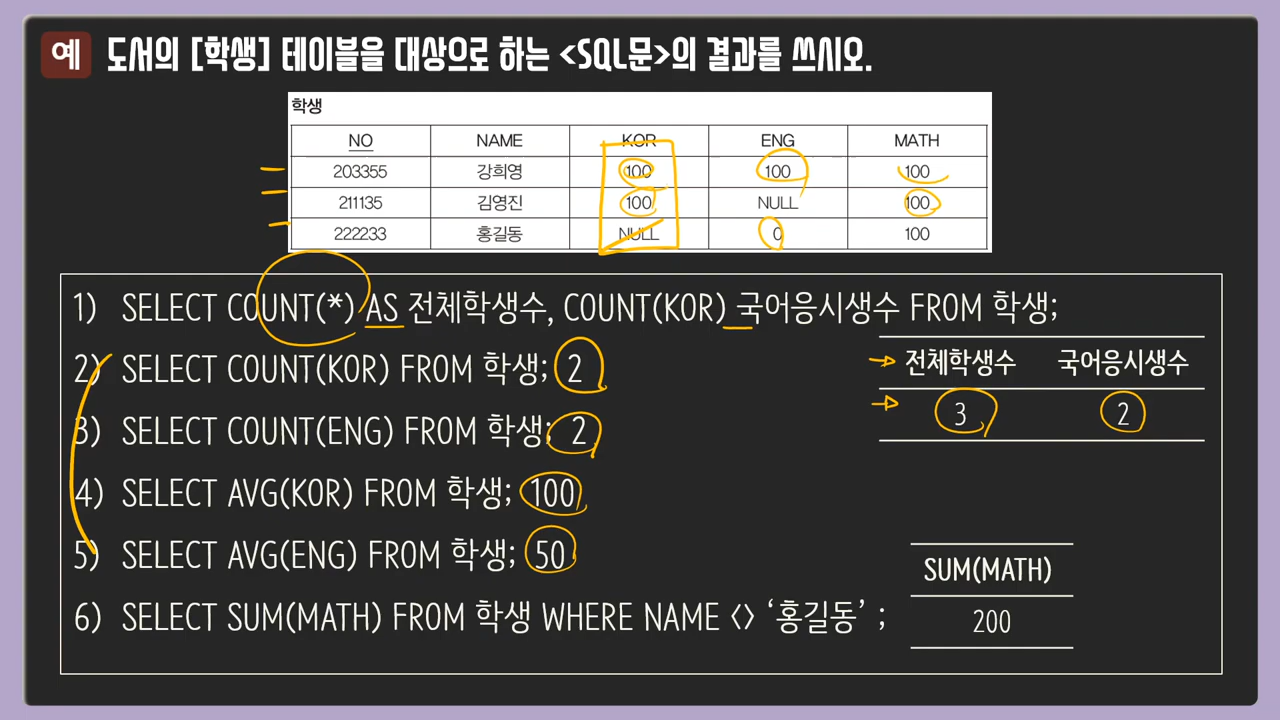 예 도서의 [학생] 테이블을 대상으로 하는 <SQL문>의 결과를 쓰시오.
학생
NO NAME KOR ENG MATH
203355 강희영 100 100 100
211135 김영진 100 NULL 100
222233 홍길동 NULL 0 100
1) SELECT COUNT(*) AS 전체학생수, COUNT(KOR) 국어응시생수 FROM 학생;
전체학생수 국어응시생수
3 2
2) SELECT COUNT(KOR) FROM 학생; 2
3) SELECT COUNT(ENG) FROM 학생; 2
4) SELECT AVG(KOR) FROM 학생; 100
5) SELECT AVG(ENG) FROM 학생; 50
6) SELECT SUM(MATH) FROM 학생 WHERE NAME <> ‘홍길동’ ;
SUM(MATH)
200